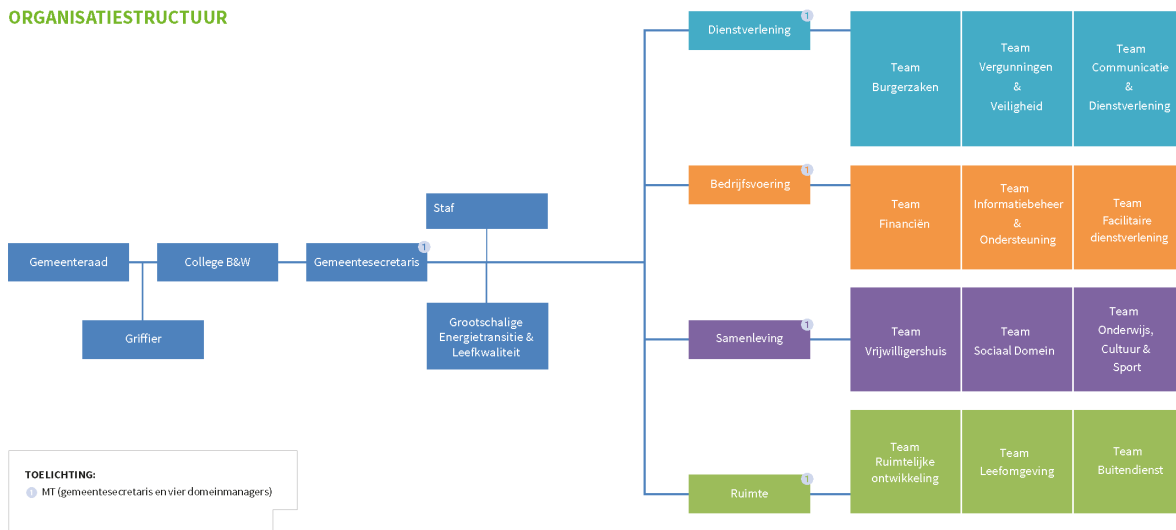 ORGANISATIESTRUCTUUR
Gemeenteraad
Griffier
College B&W
Gemeentesecretaris
1
Staf
Grootschalige
Energietransitie &
Leefkwaliteit
Dienstverlening
1
Team
Burgerzaken
Team
Vergunningen
&
Veiligheid
Team
Communicatie
&
Dienstverlening
Bedrijfsvoering
1
Team
Financiën
Team
Informatiebeheer
&
Ondersteuning
Team
Facilitaire
dienstverlening
Samenleving
1
Team
Vrijwilligershuis
Team
Sociaal Domein
Team
Onderwijs,
Cultuur &
Sport
Ruimte
1
Team
Ruimtelijke
ontwikkeling
Team
Leefomgeving
Team
Buitendienst
TOELICHTING:
1 MT (gemeentesecretaris en vier domeinmanagers)